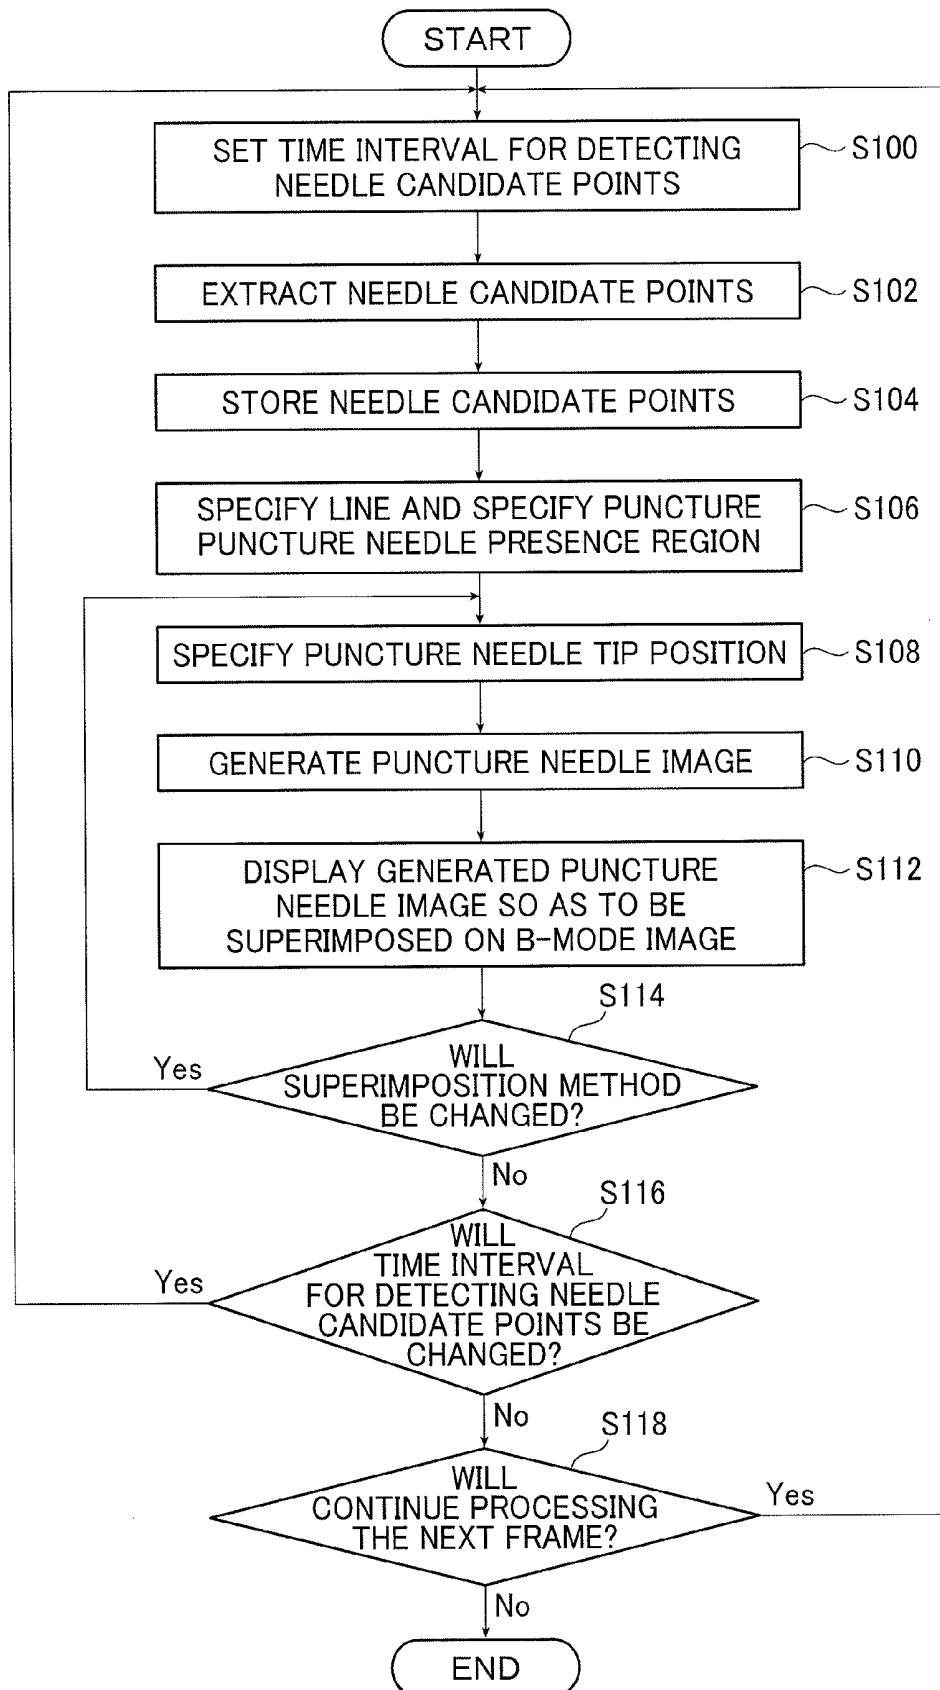 START
SET TIME INTERVAL FOR DETECTING
NEEDLE CANDIDATE POINTS
S100
EXTRACT NEEDLE CANDIDATE POINTS
S102
STORE NEEDLE CANDIDATE POINTS
S104
SPECIFY LINE AND SPECIFY PUNCTURE
PUNCTURE NEEDLE PRESENCE REGION
S106
SPECIFY PUNCTURE NEEDLE TIP POSITION
S108
GENERATE PUNCTURE NEEDLE IMAGE
S110
DISPLAY GENERATED PUNCTURE
NEEDLE IMAGE SO AS TO BE
SUPERIMPOSED ON B-MODE IMAGE
S112
S114
Yes
WILL
SUPERIMPOSITION METHOD
BE CHANGED?
No
S116
Yes
WILL
TIME INTERVAL
FOR DETECTING NEEDLE
CANDIDATE POINTS BE
CHANGED?
No
S118
WILL
CONTINUE PROCESSING
THE NEXT FRAME?
Yes
No
END